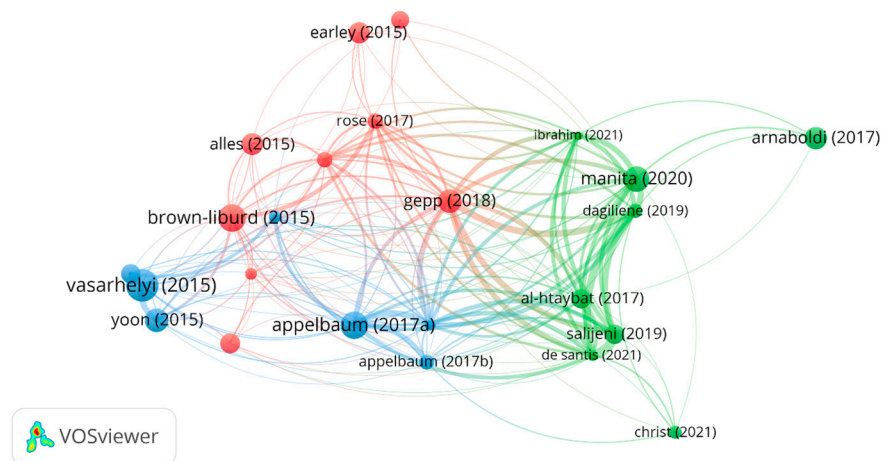 earley (2015)
rose (2017)
ibrahim (2021)
arnaboldi (2017)
alles (2015)
manita (2020)
gepp (2018)
dagiliene (2019)
brown-liburd (2015)
vasarhelyi (2015)
al-htaybat (2017)
yoon (2015)
appelbaum (2017a)
salijeni (2019)
de santis (2021)
appelbaum (2017b)
christ (2021)
VOSviewer